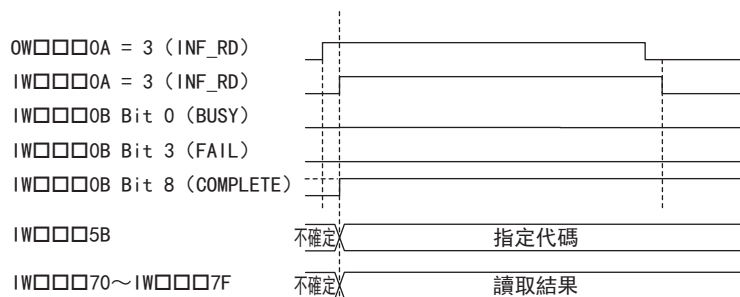 OW□□□0A = 3 (INF_RD)
IW□□□0A = 3 (INF_RD)
IW□□□0B Bit 0 (BUSY)
IW□□□0B Bit 3 (FAIL)
IW□□□0B Bit 8 (COMPLETE)
IW□□□5B 不確定 指定代碼
IW□□□70～IW□□□7F 不確定 讀取結果